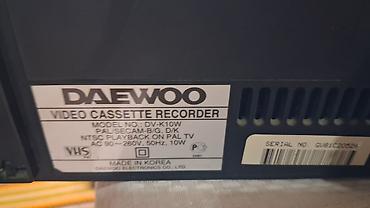 DAEWOO
VIDEO CASSETTE RECORDER
MODEL NO.: DV-K10W
PAL/SECAM-B/G, D/K
NTSC PLAYBACK ON PAL TV
AC 90~260V, 50Hz, 10W
VHS
MADE IN KOREA
DAEWOO ELECTRONICS CO., LTD.
SERIAL NO.